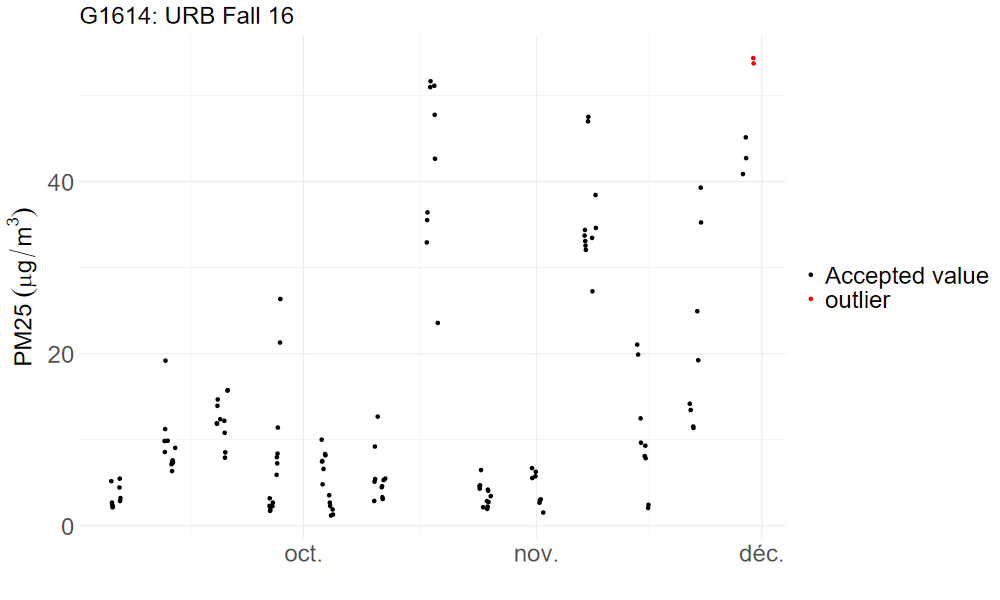 G1614: URB Fall 16
PM25 (μg/m³)
40
20
0
oct.
nov.
déc.
Accepted value
outlier